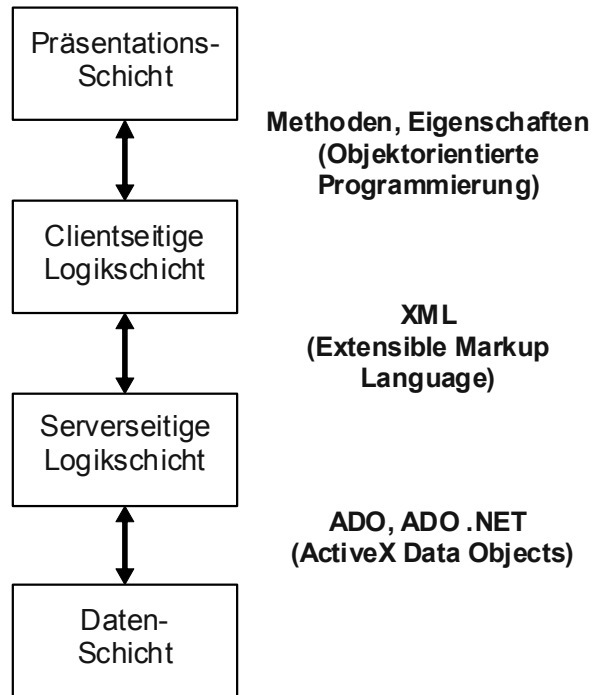 Präsentations-
Schicht
Methoden, Eigenschaften
(Objektorientierte
Programmierung)
Clientseitige
Logikschicht
XML
(Extensible Markup
Language)
Serverseitige
Logikschicht
ADO, ADO .NET
(ActiveX Data Objects)
Daten-
Schicht